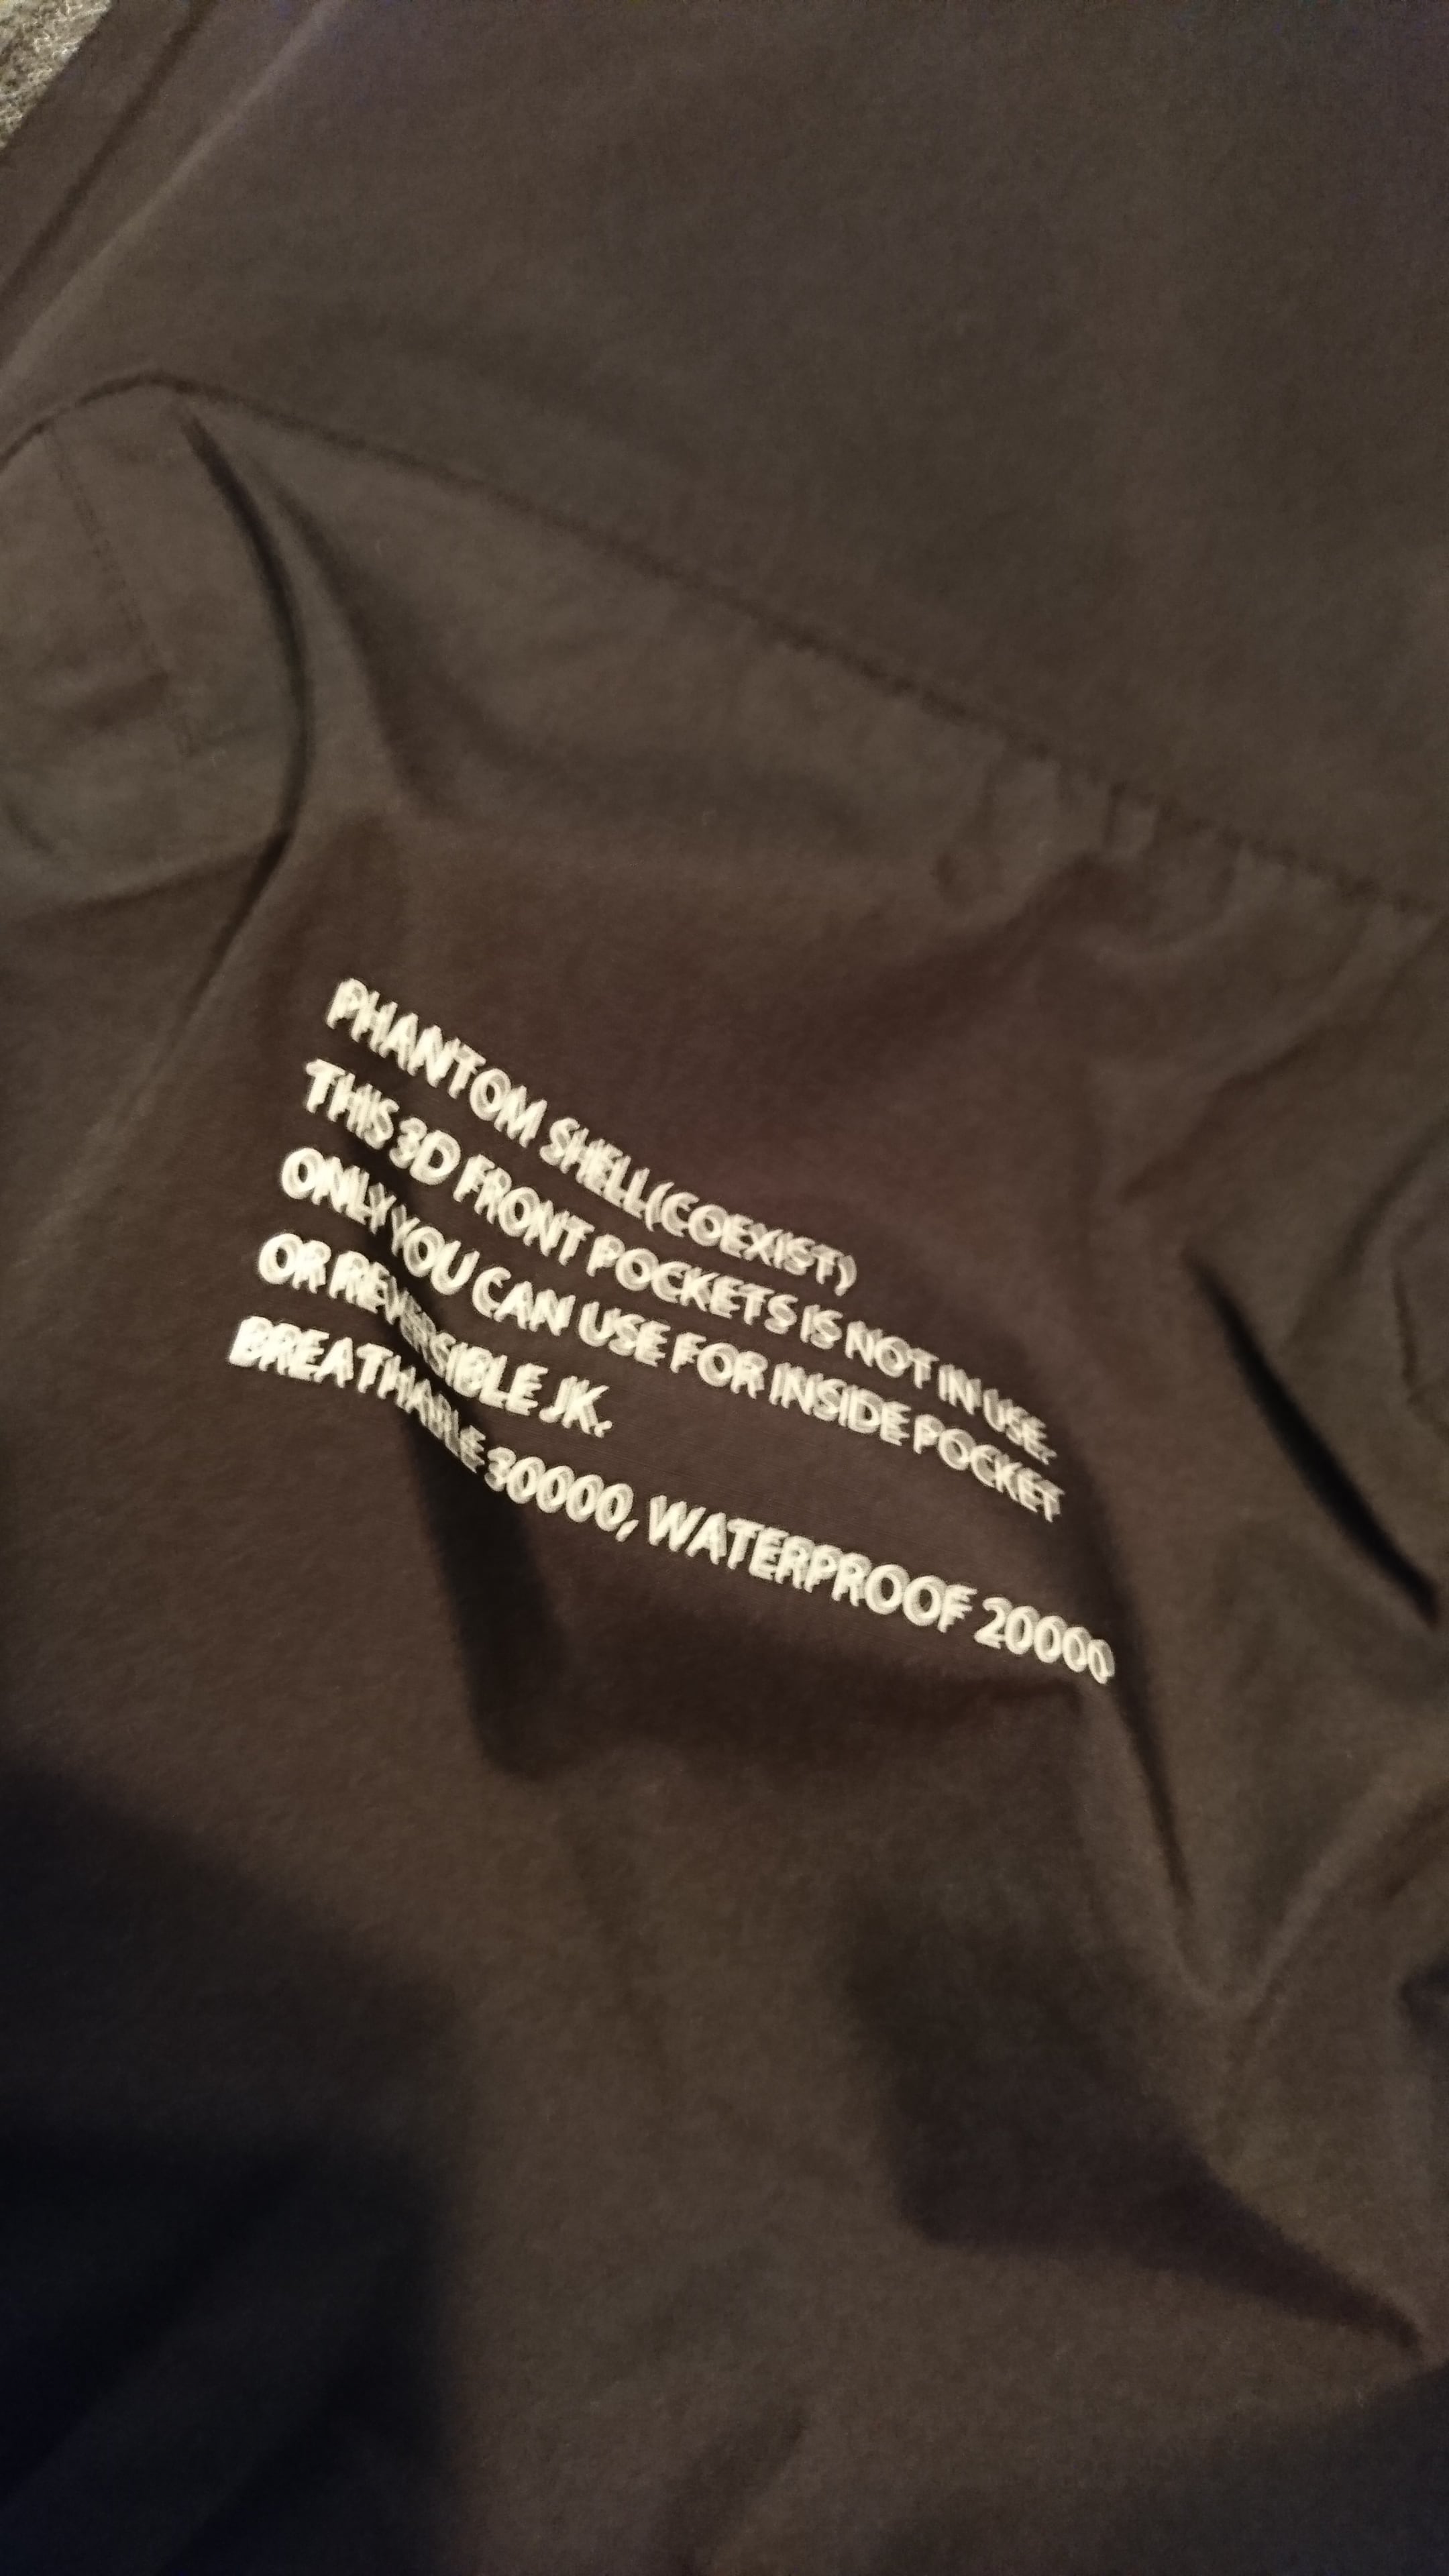 PHANTOM SHELL(COEXIST)
THIS 3D FRONT POCKETS IS NOT IN USE.
ONLY YOU CAN USE FOR INSIDE POCKET
OR REVERSIBLE JK.
BREATHABLE 30000, WATERPROOF 20000